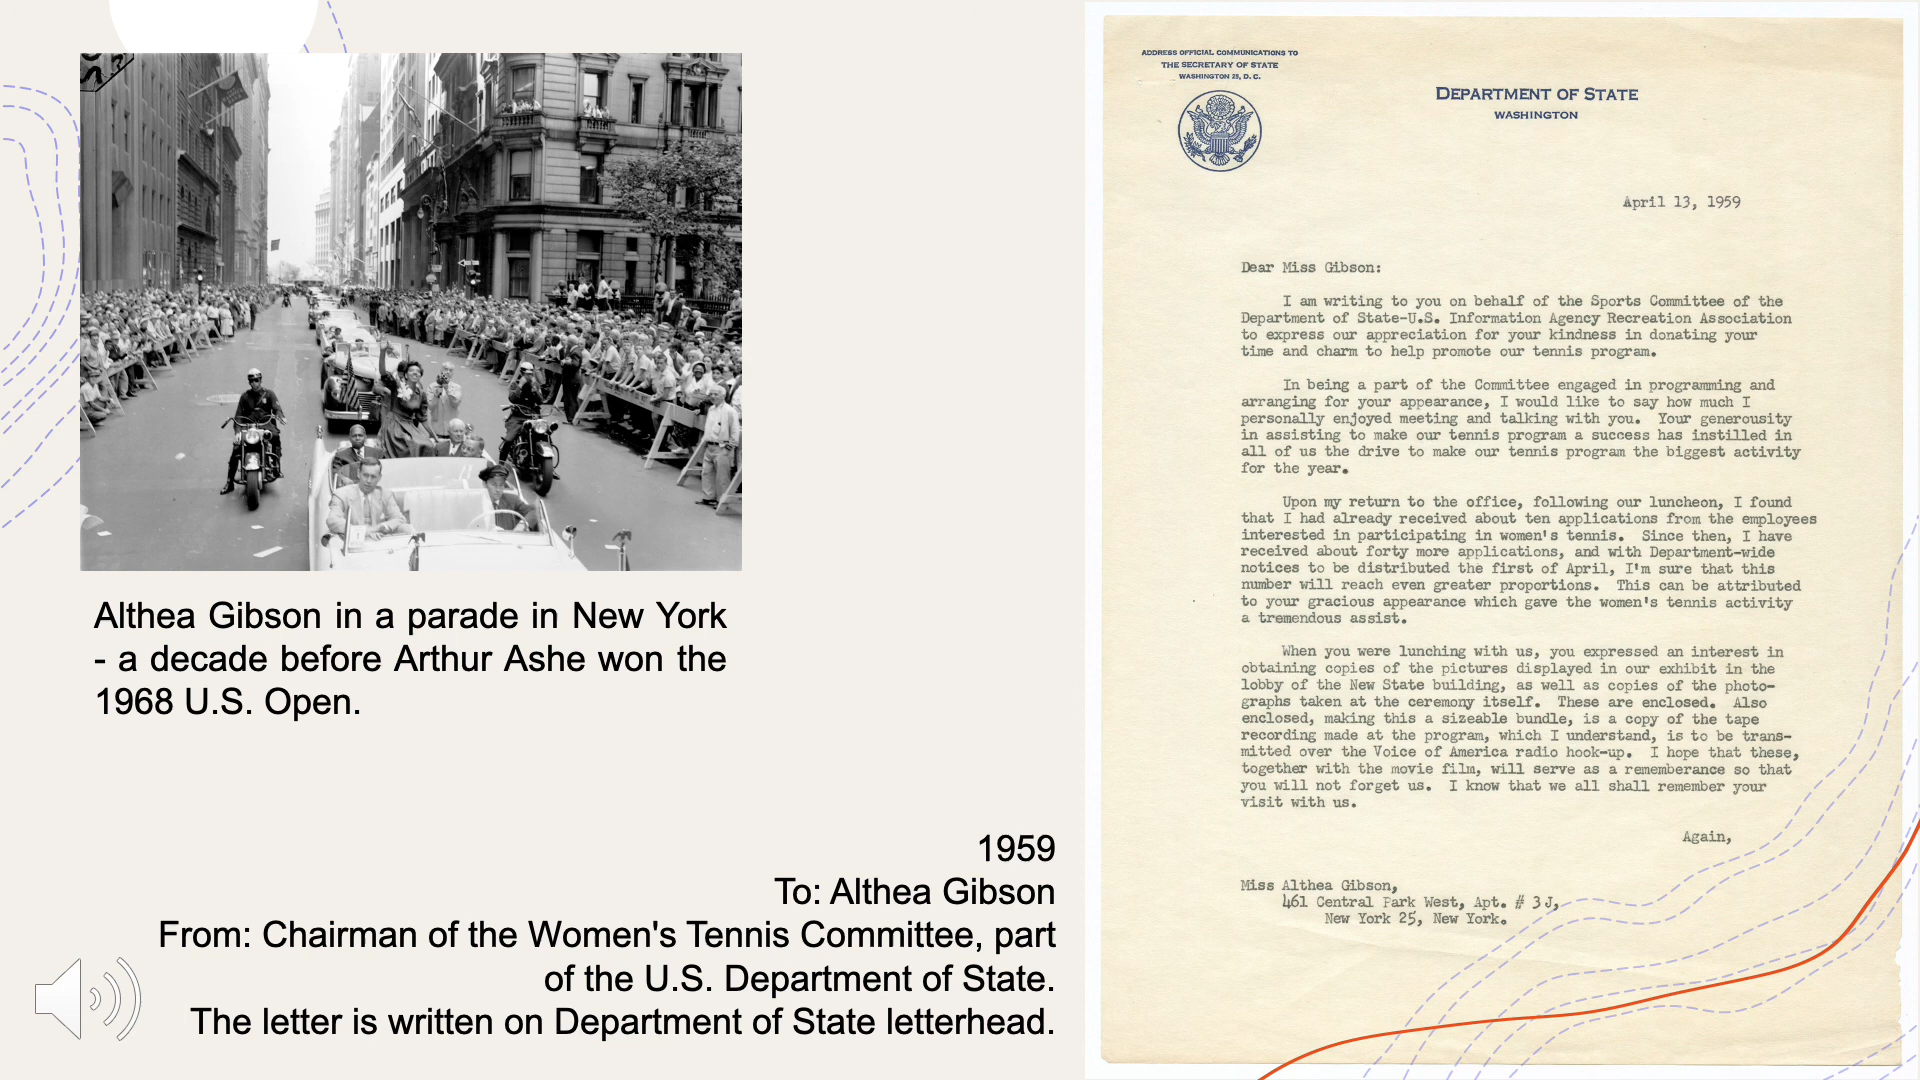 Althea Gibson in a parade in New York
- a decade before Arthur Ashe won the
1968 U.S. Open.
1959
To: Althea Gibson
From: Chairman of the Women's Tennis Committee, part
of the U.S. Department of State.
The letter is written on Department of State letterhead.
ADDRESS OFFICIAL COMMUNICATIONS TO
THE SECRETARY OF STATE
WASHINGTON 25, D. C.
DEPARTMENT OF STATE
WASHINGTON
April 13, 1959
Dear Miss Gibson:
I am writing to you on behalf of the Sports Committee of the
Department of State-U.S. Information Agency Recreation Association
to express our appreciation for your kindness in donating your
time and charm to help promote our tennis program.
In being a part of the Committee engaged in programming and
arranging for your appearance, I would like to say how much I
personally enjoyed meeting and talking with you. Your generousity
in assisting to make our tennis program a success has instilled in
all of us the drive to make our tennis program the biggest activity
for the year.
Upon my return to the office, following our luncheon, I found
that I had already received about ten applications from the employees
interested in participating in women's tennis. Since then, I have
received about forty more applications, and with Department-wide
notices to be distributed the first of April, I'm sure that this
number will reach even greater proportions. This can be attributed
to your gracious appearance which gave the women's tennis activity
a tremendous assist.
When you were lunching with us, you expressed an interest in
obtaining copies of the pictures displayed in our exhibit in the
lobby of the New State building, as well as copies of the photo-
graphs taken at the ceremony itself. These are enclosed. Also
enclosed, making this a sizeable bundle, is a copy of the tape
recording made at the program, which I understand, is to be trans-
mitted over the Voice of America radio hook-up. I hope that these,
together with the movie film, will serve as a rememberance so that
you will not forget us. I know that we all shall remember your
visit with us.
Again,
Miss Althea Gibson,
461 Central Park West, Apt. # 3J,
New York 25, New York.